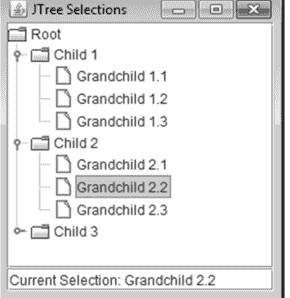 JTree Selections
Root
Child 1
Grandchild 1.1
Grandchild 1.2
Grandchild 1.3
Child 2
Grandchild 2.1
Grandchild 2.2
Grandchild 2.3
Child 3
Current Selection: Grandchild 2.2